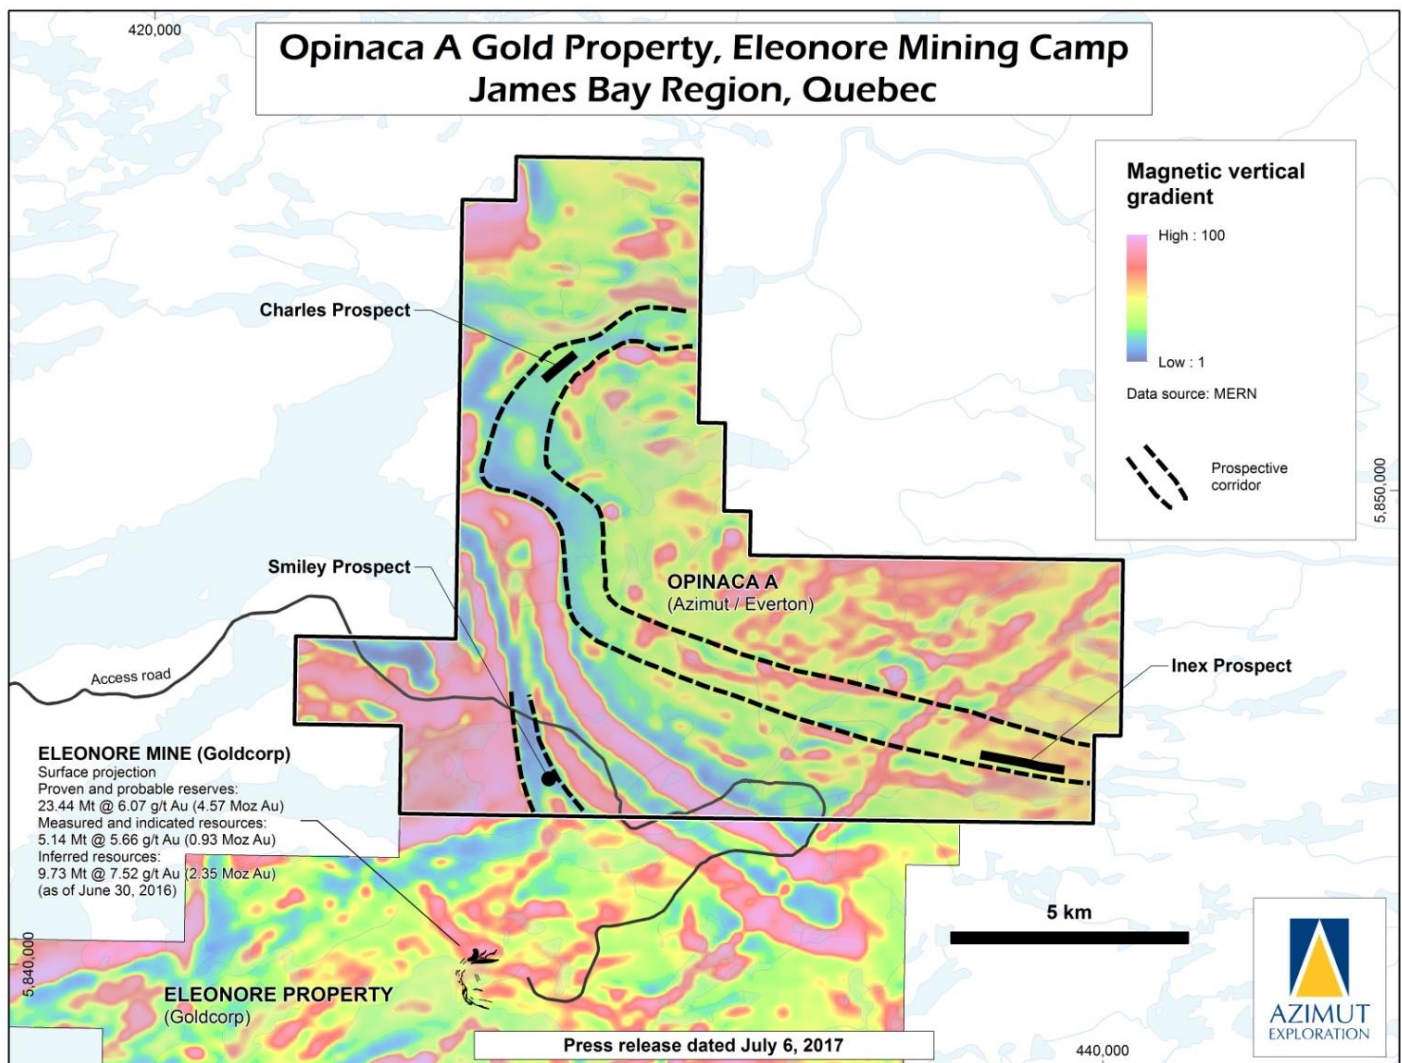 420,000
Opinaca A Gold Property, Eleonore Mining Camp
James Bay Region, Quebec
Magnetic vertical
gradient
High : 100
Low : 1
Data source: MERN
Prospective
corridor
Charles Prospect
5,850,000
Smiley Prospect
OPINACA A
(Azimut / Everton)
Access road
Inex Prospect
ELEONORE MINE (Goldcorp)
Surface projection
Proven and probable reserves:
23.44 Mt @ 6.07 g/t Au (4.57 Moz Au)
Measured and indicated resources:
5.14 Mt @ 5.66 g/t Au (0.93 Moz Au)
Inferred resources:
9.73 Mt @ 7.52 g/t Au (2.35 Moz Au)
(as of June 30, 2016)
5 km
5,840,000
ELEONORE PROPERTY
(Goldcorp)
AZIMUT
EXPLORATION
Press release dated July 6, 2017
440,000